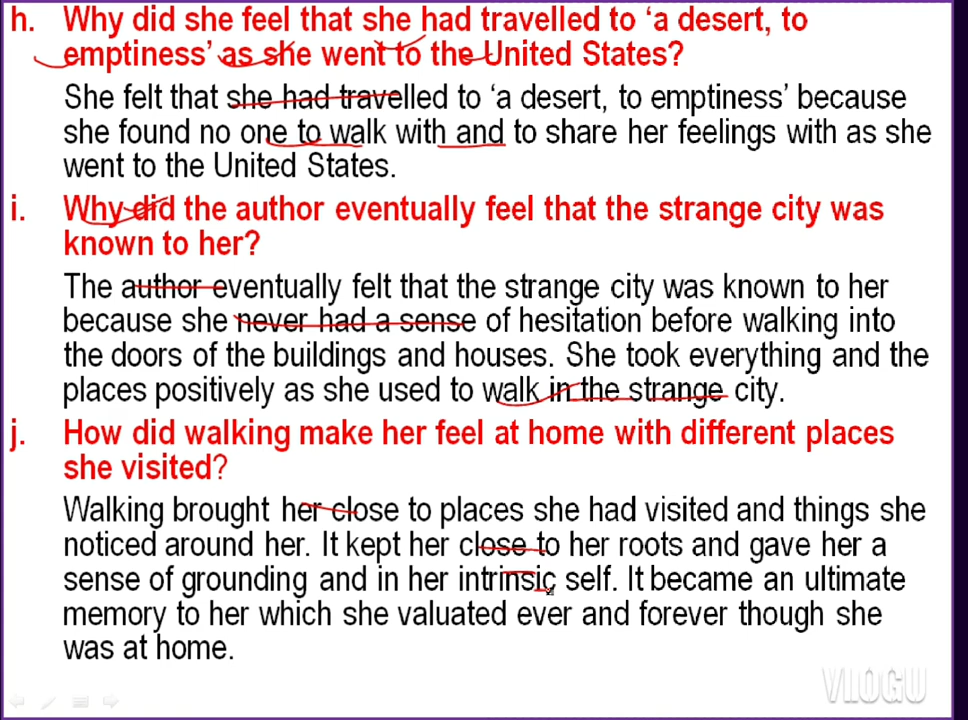 h. Why did she feel that she had travelled to ‘a desert, to
emptiness’ as she went to the United States?
She felt that she had travelled to ‘a desert, to emptiness’ because
she found no one to walk with and to share her feelings with as she
went to the United States.
i. Why did the author eventually feel that the strange city was
known to her?
The author eventually felt that the strange city was known to her
because she never had a sense of hesitation before walking into
the doors of the buildings and houses. She took everything and the
places positively as she used to walk in the strange city.
j. How did walking make her feel at home with different places
she visited?
Walking brought her close to places she had visited and things she
noticed around her. It kept her close to her roots and gave her a
sense of grounding and in her intrinsic self. It became an ultimate
memory to her which she valuated ever and forever though she
was at home.
VLOGU